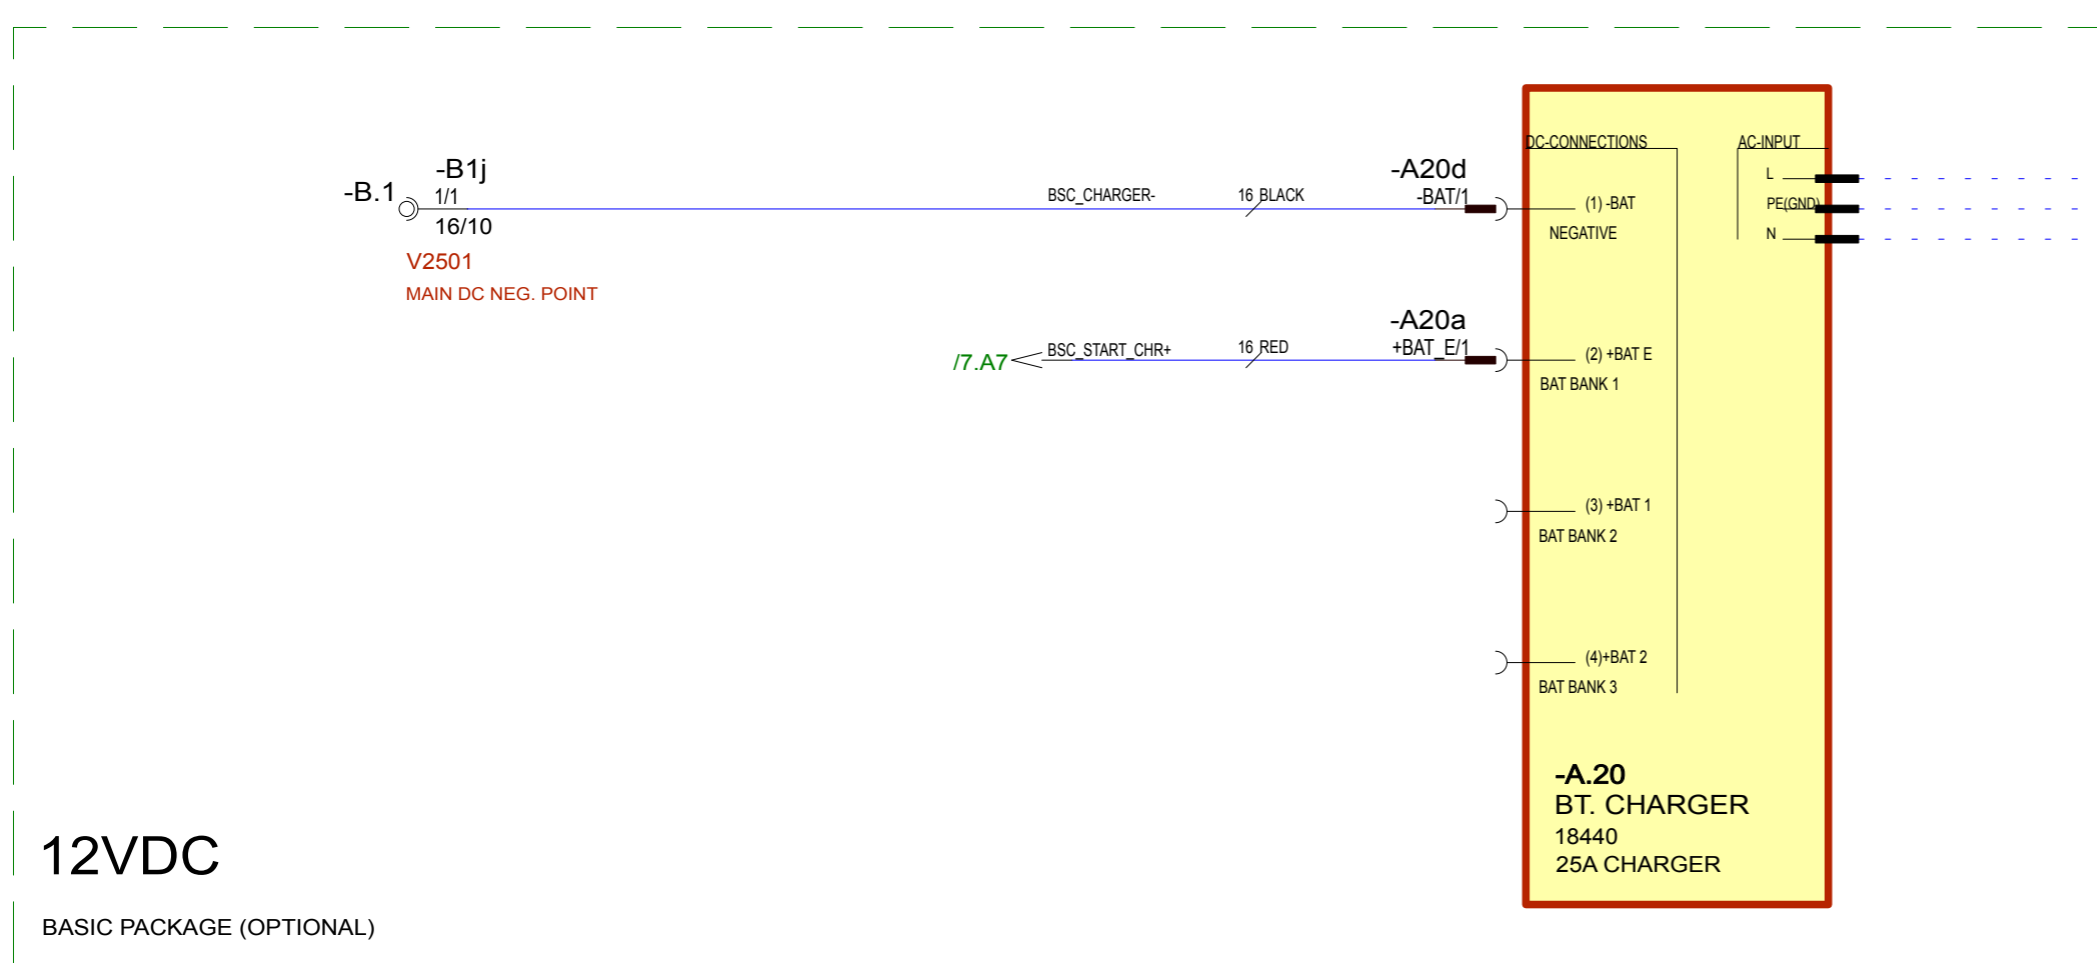 DC-CONNECTIONS
AC-INPUT
-B1j
-A20d
L
-B.1
1/1
BSC_CHARGER-
16 BLACK
-BAT/1
(1) -BAT
PE(GND)
16/10
NEGATIVE
N
V2501
MAIN DC NEG. POINT
-A20a
/7.A7
BSC_START_CHR+
16 RED
+BAT_E/1
(2) +BAT E
BAT BANK 1
(3) +BAT 1
BAT BANK 2
(4)+BAT 2
BAT BANK 3
-A.20
BT. CHARGER
18440
25A CHARGER
12VDC
BASIC PACKAGE (OPTIONAL)